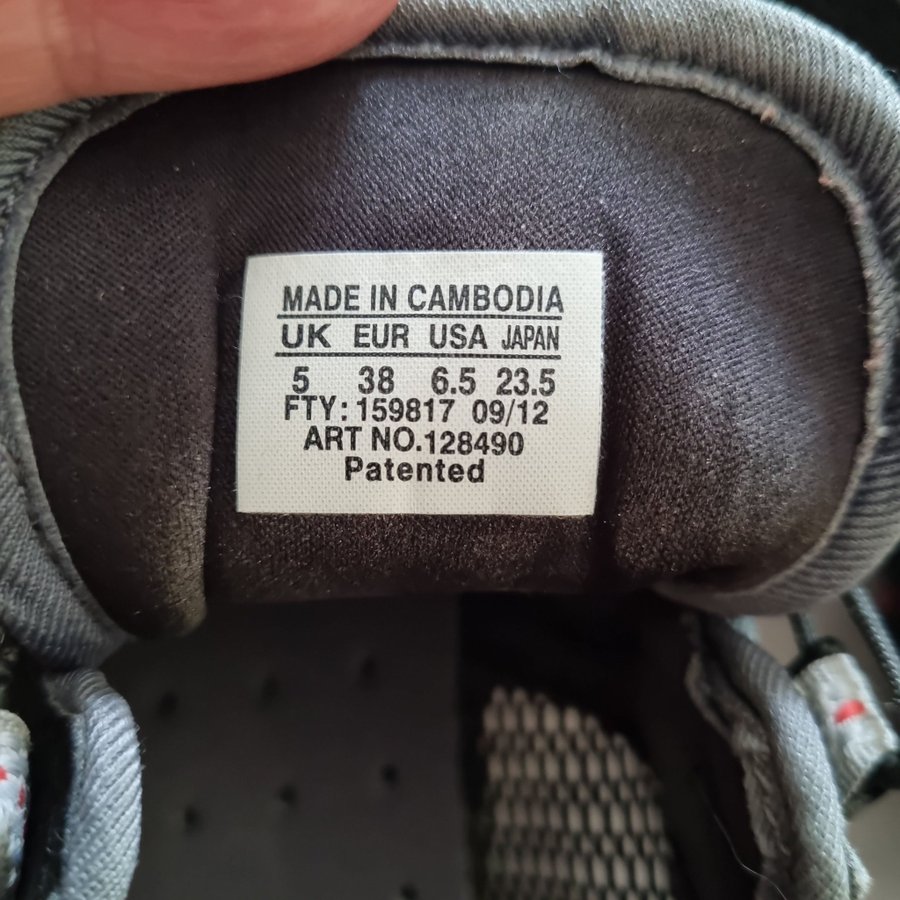 MADE IN CAMBODIA
UK EUR USA JAPAN
5 38 6.5 23.5
FTY: 159817 09/12
ART NO.128490
Patented